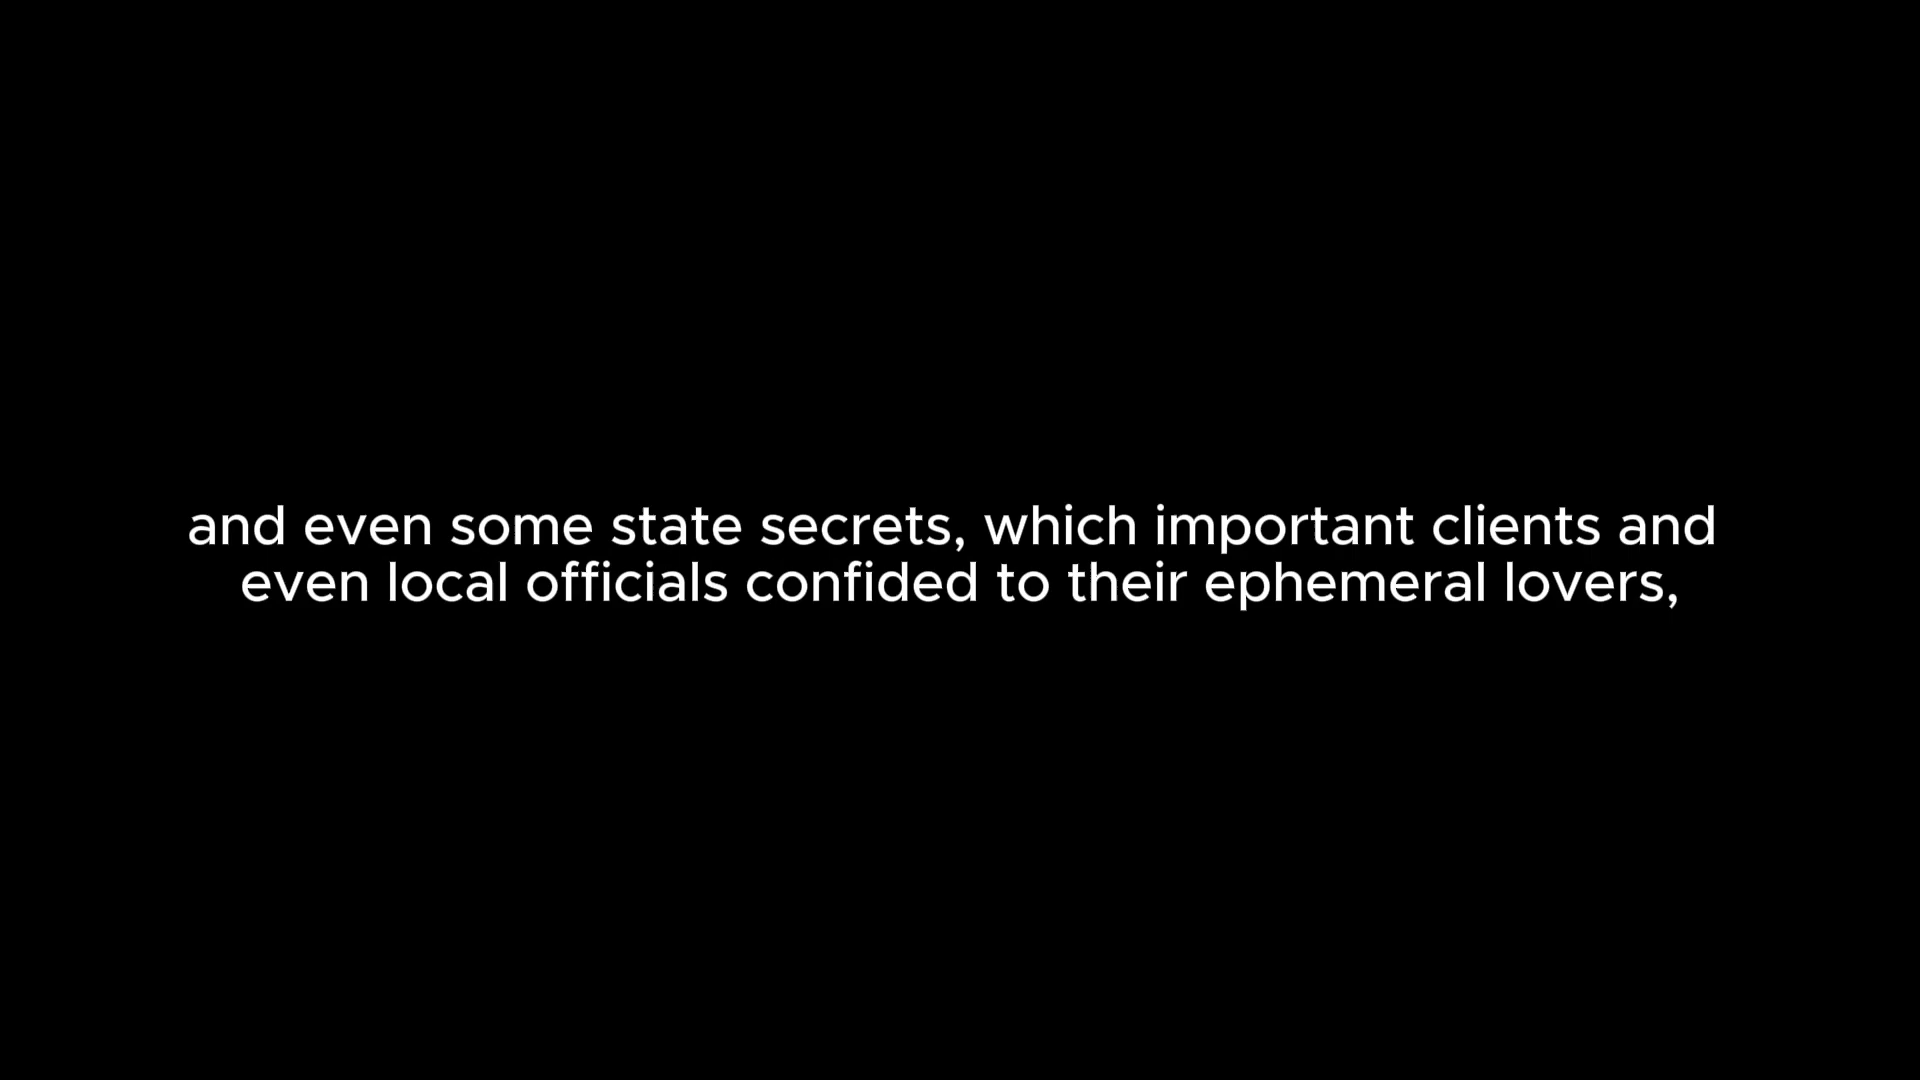 and even some state secrets, which important clients and
even local officials confided to their ephemeral lovers,